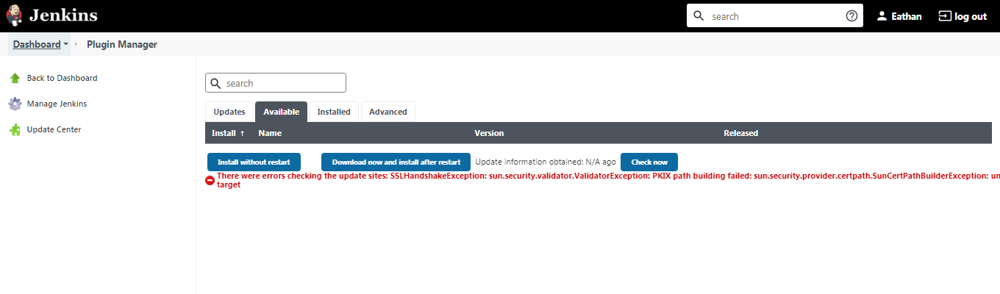 Jenkins
search
Eathan
log out
Dashboard
Plugin Manager
Back to Dashboard
Manage Jenkins
Update Center
search
Updates
Available
Installed
Advanced
Install ↑ Name Version Released
Install without restart
Download now and install after restart
Update information obtained: N/A ago
Check now
There were errors checking the update sites: SSLHandshakeException: sun.security.validator.ValidatorException: PKIX path building failed: sun.security.provider.certpath.SunCertPathBuilderException: un
target